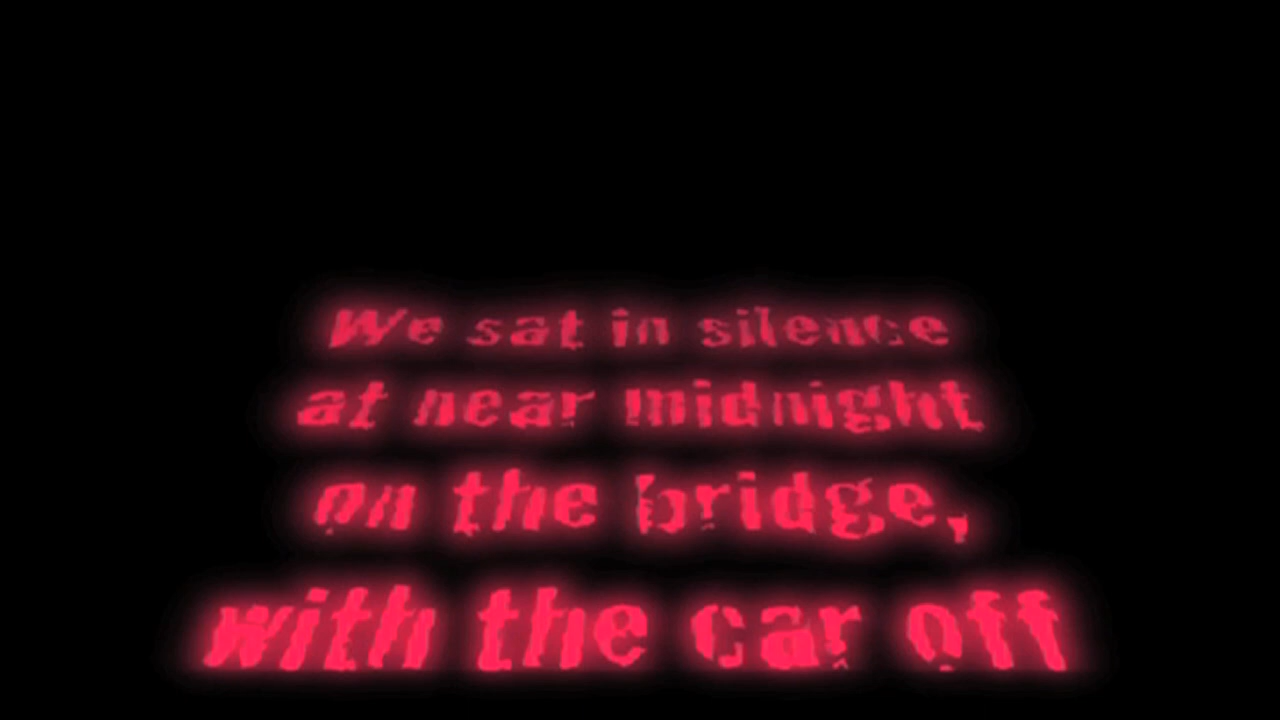 We sat in silence
at near midnight
on the bridge,
with the car off